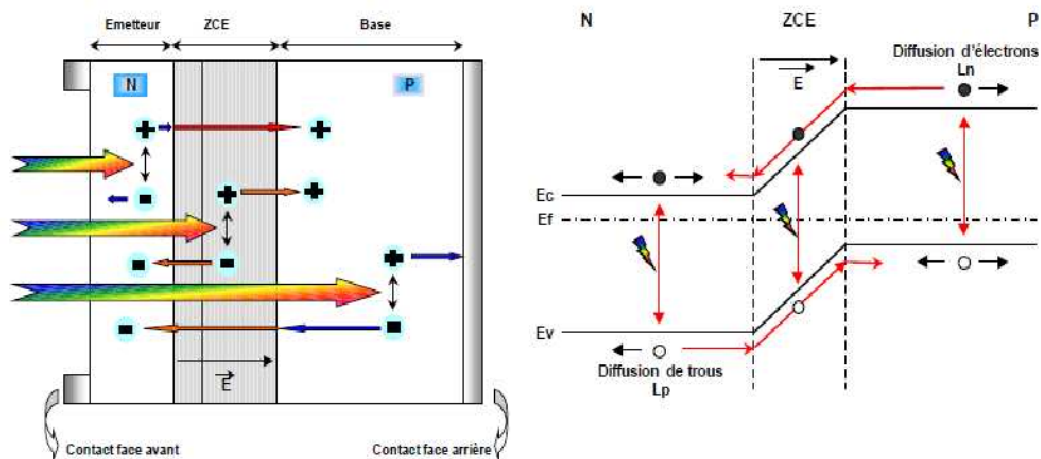 Emetteur
ZCE
Base
N
P
E
Contact face avant
Contact face arrière
N
ZCE
P
Diffusion d'électrons
Ln
E
Ec
Ef
Ev
Diffusion de trous
Lp